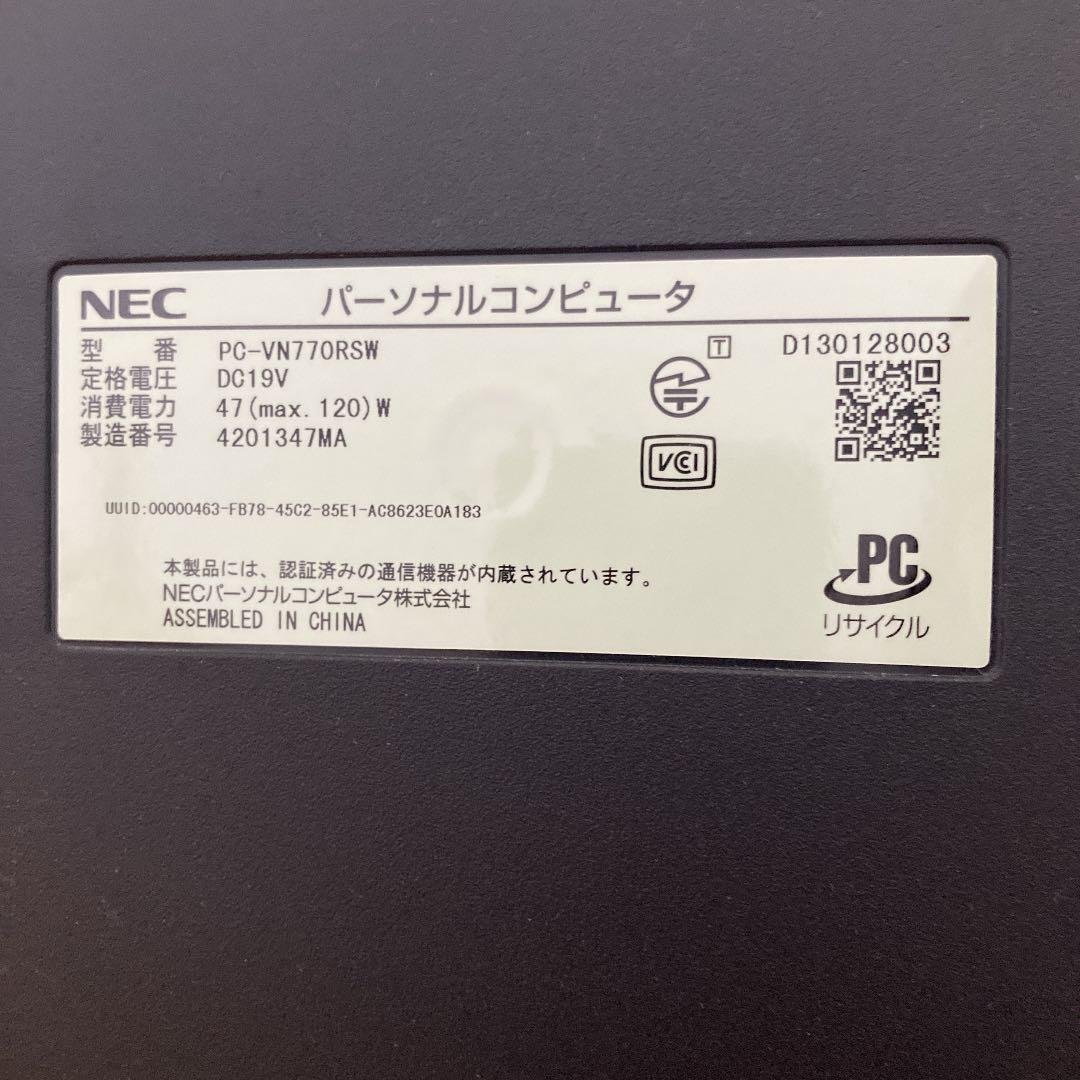 NEC パーソナルコンピュータ
型 番 PC-VN770RSW
定格電圧 DC19V
消費電力 47(max.120)W
製造番号 4201347MA
T D130128003
VCCI
UUID:00000463-FB78-45C2-85E1-AC8623E0A183
本製品には、認証済みの通信機器が内蔵されています。
NECパーソナルコンピュータ株式会社
ASSEMBLED IN CHINA
PC
リサイクル